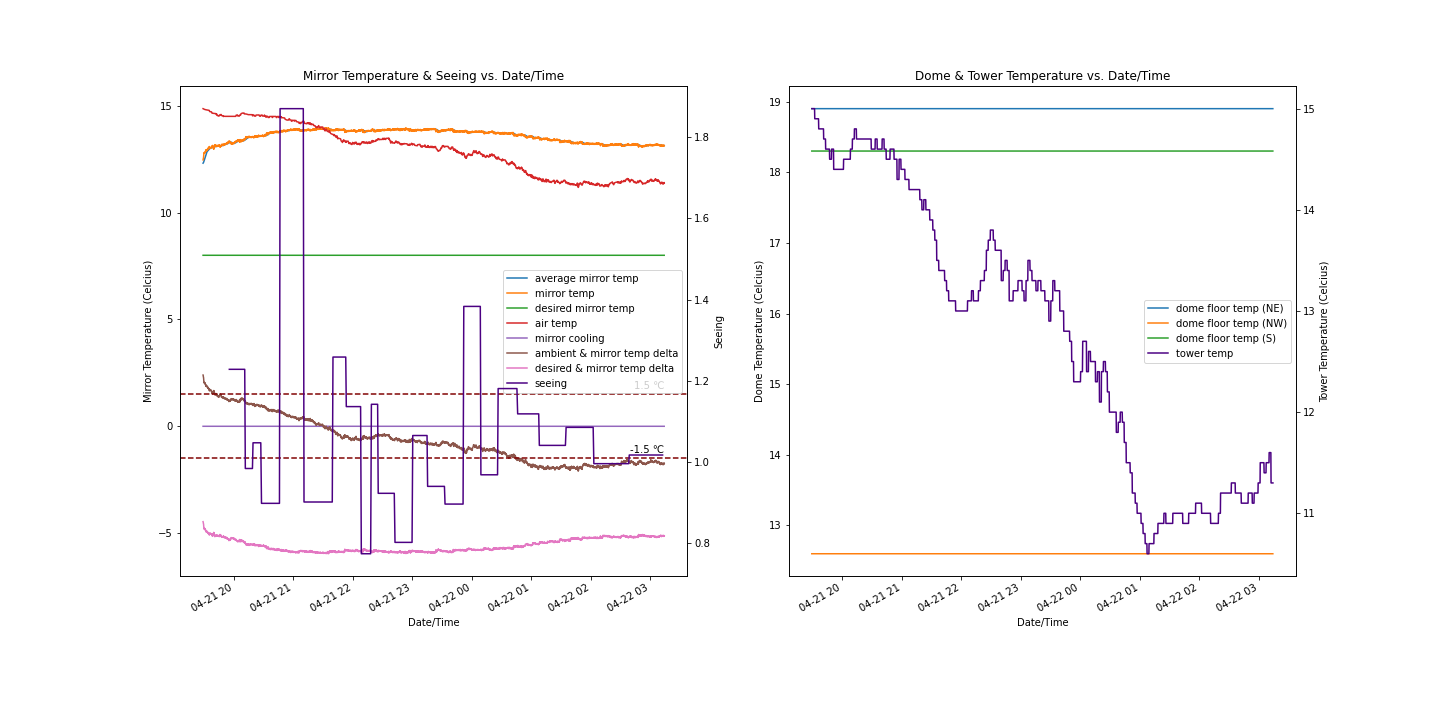 Mirror Temperature & Seeing vs. Date/Time
Mirror Temperature (Celcius)
15
10
5
0
−5
1.8
1.6
1.4
1.2
1.0
0.8
Seeing
average mirror temp
mirror temp
desired mirror temp
air temp
mirror cooling
ambient & mirror temp delta
desired & mirror temp delta
seeing
1.5 ℃
-1.5 ℃
04-21 20
04-21 21
04-21 22
04-21 23
04-22 00
04-22 01
04-22 02
04-22 03
Date/Time
Dome & Tower Temperature vs. Date/Time
Dome Temperature (Celcius)
19
18
17
16
15
14
13
15
14
13
12
11
Tower Temperature (Celcius)
dome floor temp (NE)
dome floor temp (NW)
dome floor temp (S)
tower temp
04-21 20
04-21 21
04-21 22
04-21 23
04-22 00
04-22 01
04-22 02
04-22 03
Date/Time